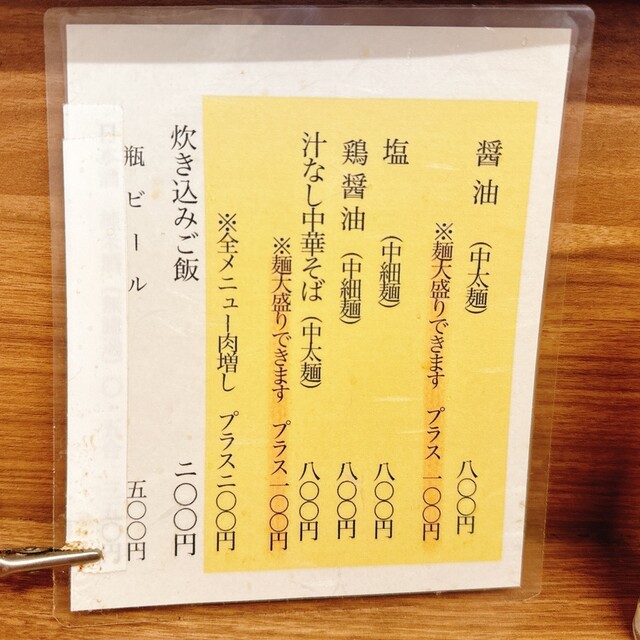 醤油 (中太麺) 八〇〇円
※麺大盛りできます プラス一〇〇円
塩 (中細麺) 八〇〇円
鶏醤油 (中細麺) 八〇〇円
汁なし中華そば (中太麺) 八〇〇円
※麺大盛りできます プラス一〇〇円
※全メニュー肉増し プラス二〇〇円
炊き込みご飯 二〇〇円
瓶ビール 五〇〇円